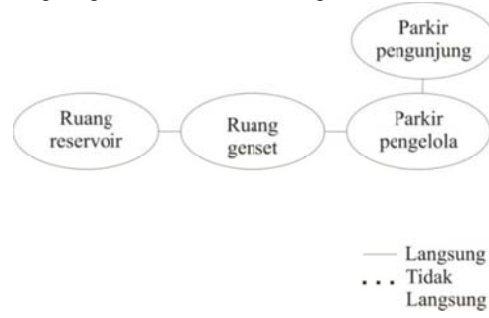 Parkir
pengunjung
Ruang
reservoir
Ruang
genset
Parkir
pengelola
Langsung
Tidak
Langsung